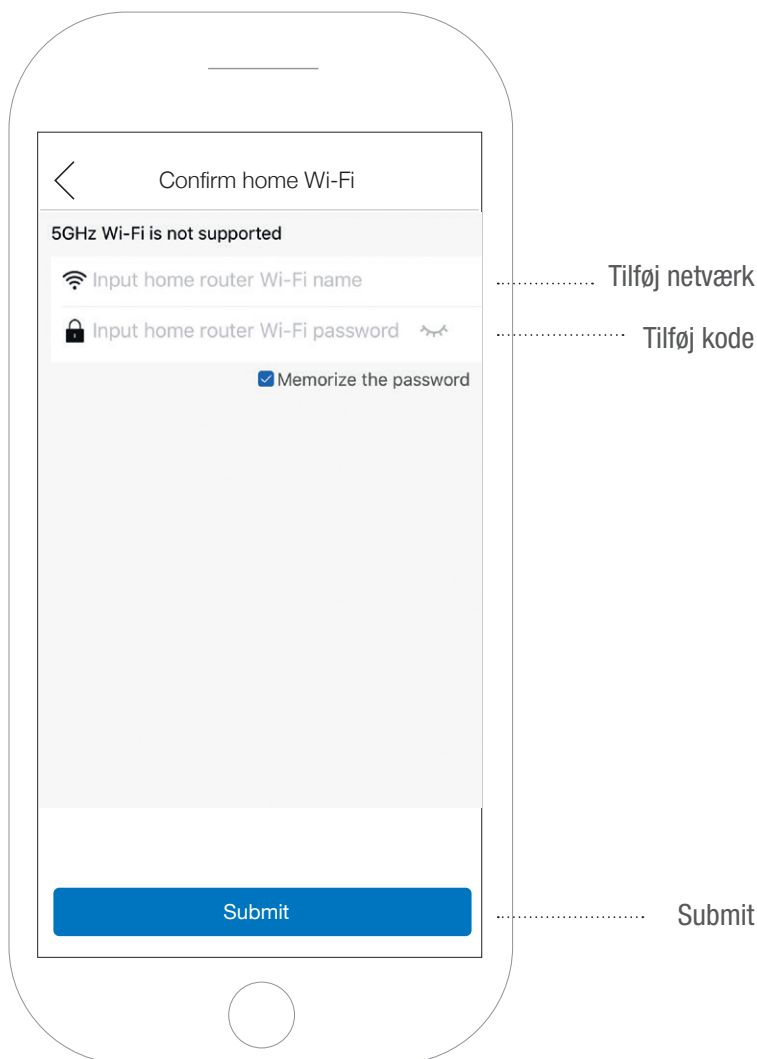 Confirm home Wi-Fi
5GHz Wi-Fi is not supported
Input home router Wi-Fi name
Tilføj netværk
Input home router Wi-Fi password
Tilføj kode
Memorize the password
Submit
Submit